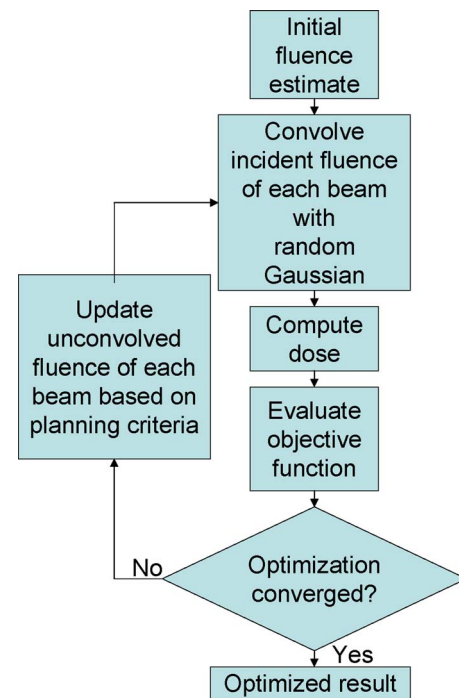 Initial
fluence
estimate
Convolve
incident fluence
of each beam
with
random
Gaussian
Update
unconvolved
fluence of each
beam based on
planning criteria
Compute
dose
Evaluate
objective
function
Optimization
converged?
No
Yes
Optimized result